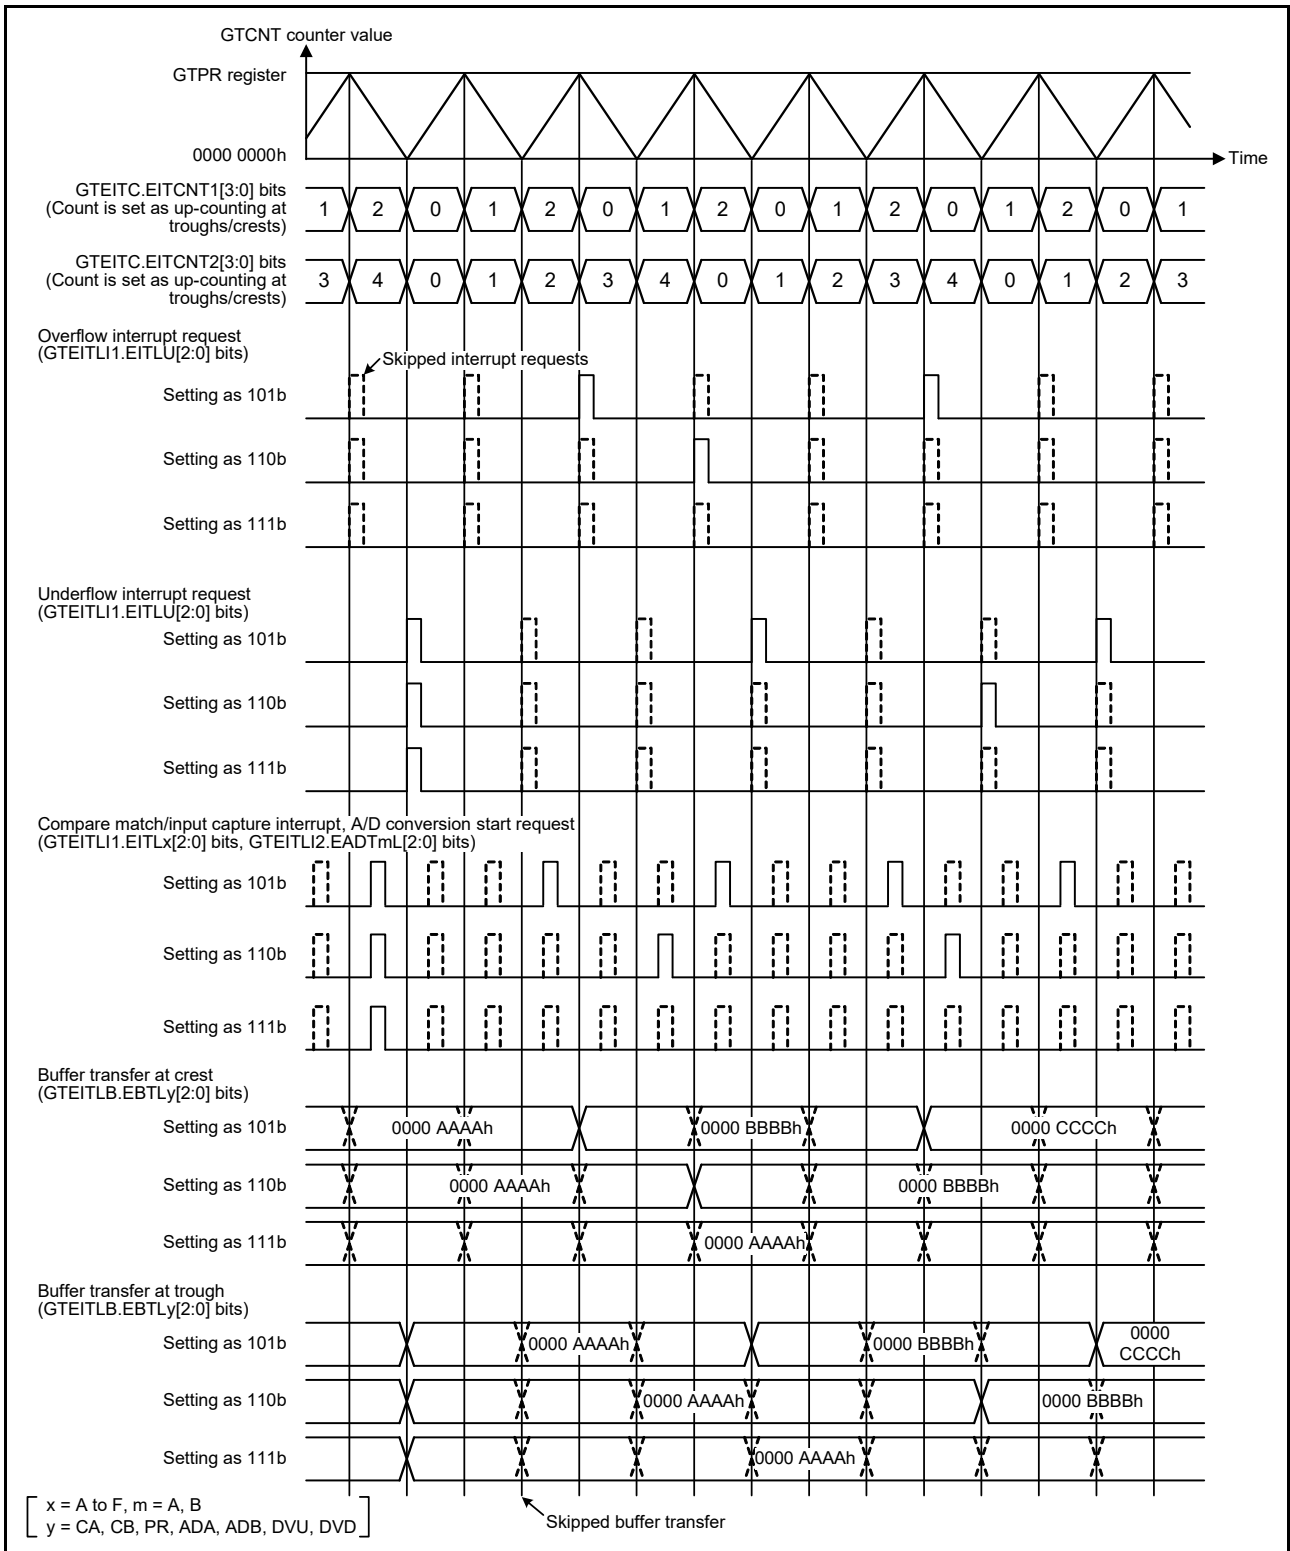 GTCNT counter value
GTPR register
0000 0000h
Time
GTEITC.EITCNT1[3:0] bits
(Count is set as up-counting at
troughs/crests)
1 2 0 1 2 0 1 2 0 1 2 0 1 2 0 1
GTEITC.EITCNT2[3:0] bits
(Count is set as up-counting at
troughs/crests)
3 4 0 1 2 3 4 0 1 2 3 4 0 1 2 3
Overflow interrupt request
(GTEITLI1.EITLU[2:0] bits)
Skipped interrupt requests
Setting as 101b
Setting as 110b
Setting as 111b
Underflow interrupt request
(GTEITLI1.EITLU[2:0] bits)
Setting as 101b
Setting as 110b
Setting as 111b
Compare match/input capture interrupt, A/D conversion start request
(GTEITLI1.EITLx[2:0] bits, GTEITLI2.EADTmL[2:0] bits)
Setting as 101b
Setting as 110b
Setting as 111b
Buffer transfer at crest
(GTEITLB.EBTLy[2:0] bits)
Setting as 101b 0000 AAAAh 0000 BBBBh 0000 CCCCh
Setting as 110b 0000 AAAAh 0000 BBBBh
Setting as 111b 0000 AAAAh
Buffer transfer at trough
(GTEITLB.EBTLy[2:0] bits)
Setting as 101b 0000 AAAAh 0000 BBBBh 0000
CCCCh
Setting as 110b 0000 AAAAh 0000 BBBBh
Setting as 111b 0000 AAAAh
x = A to F, m = A, B
y = CA, CB, PR, ADA, ADB, DVU, DVD
Skipped buffer transfer